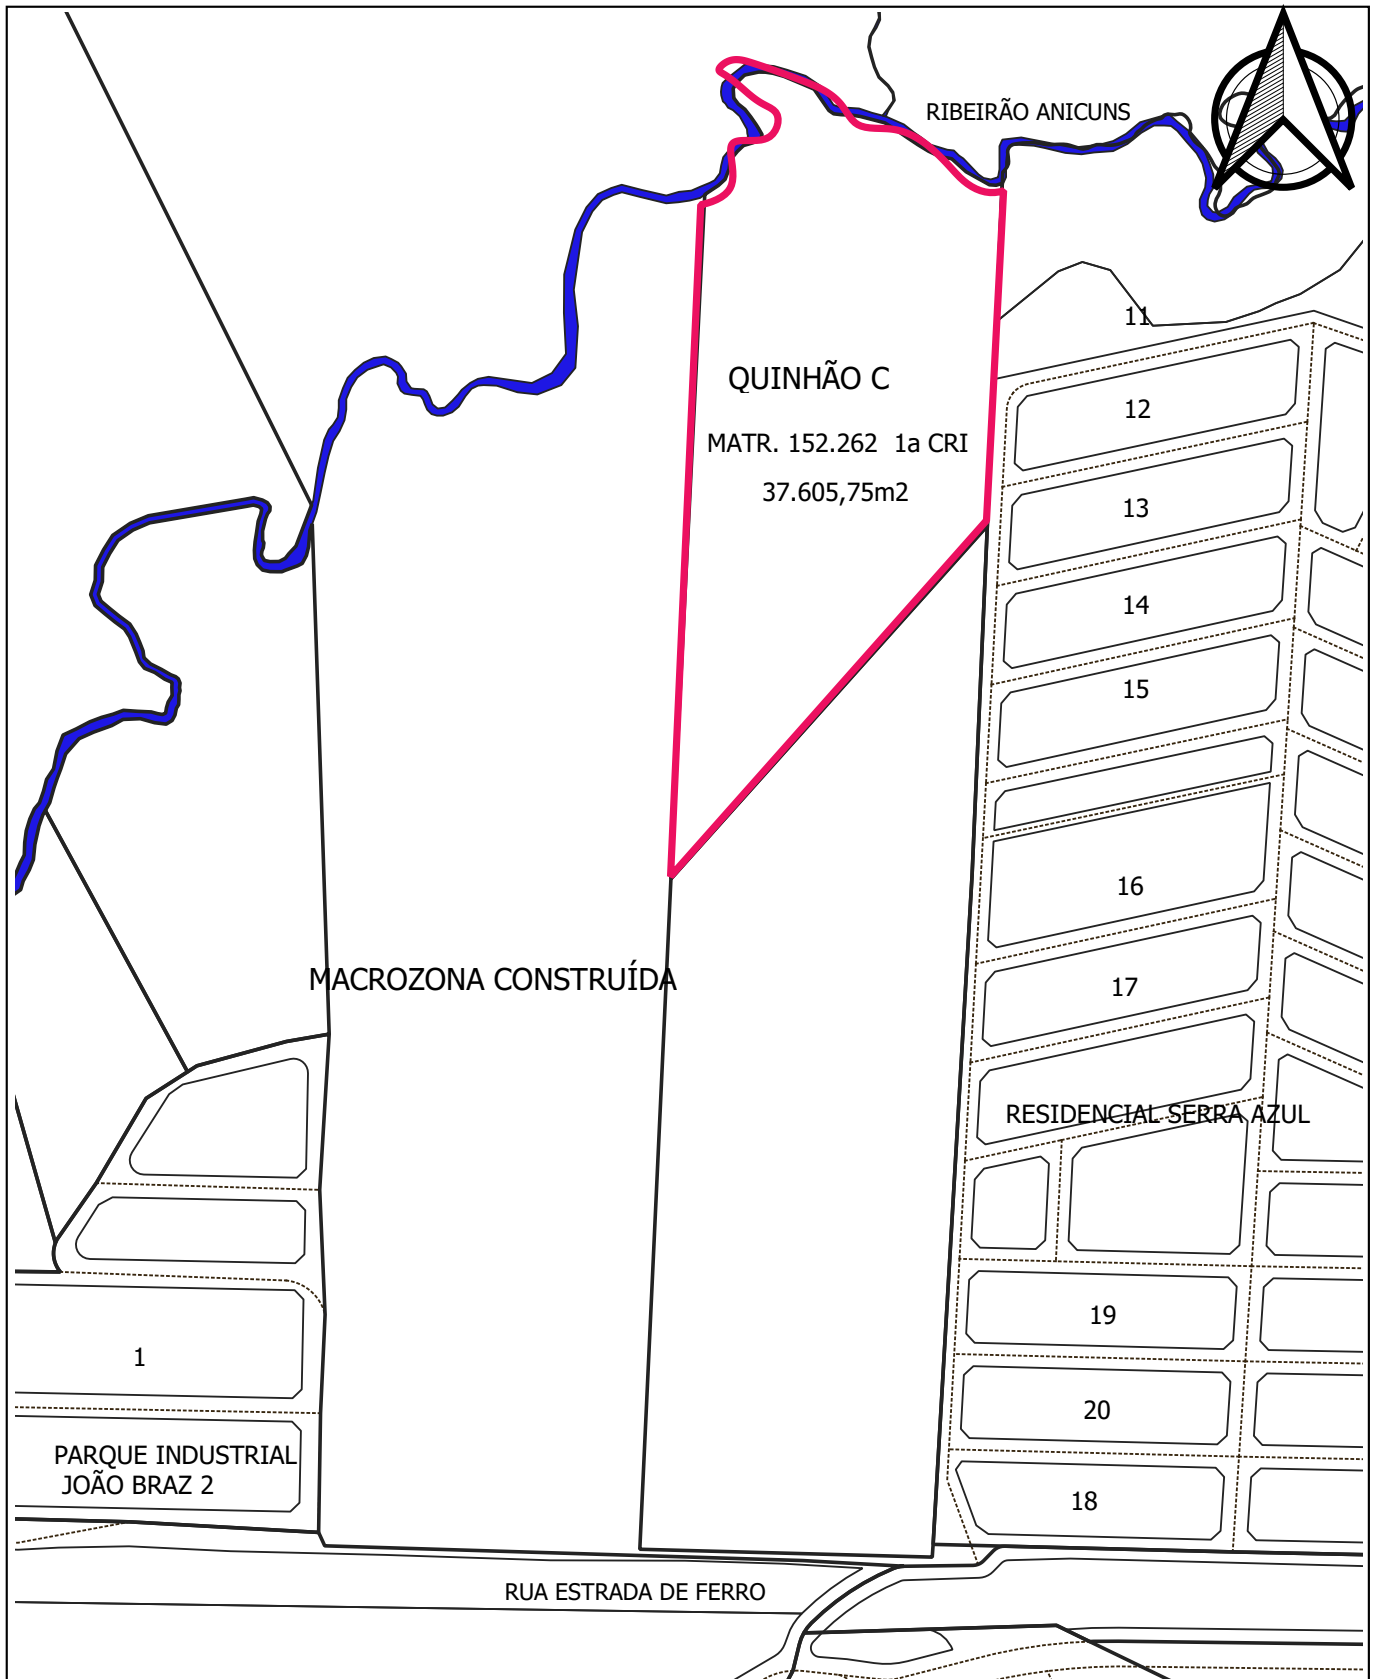 RIBEIRÃO ANICUNS
11
QUINHÃO C
12
MATR. 152.262 1a CRI
37.605,75m2
13
14
15
16
MACROZONA CONSTRUÍDA
17
RESIDENCIAL SERRA AZUL
19
1
20
PARQUE INDUSTRIAL
JOÃO BRAZ 2
18
RUA ESTRADA DE FERRO